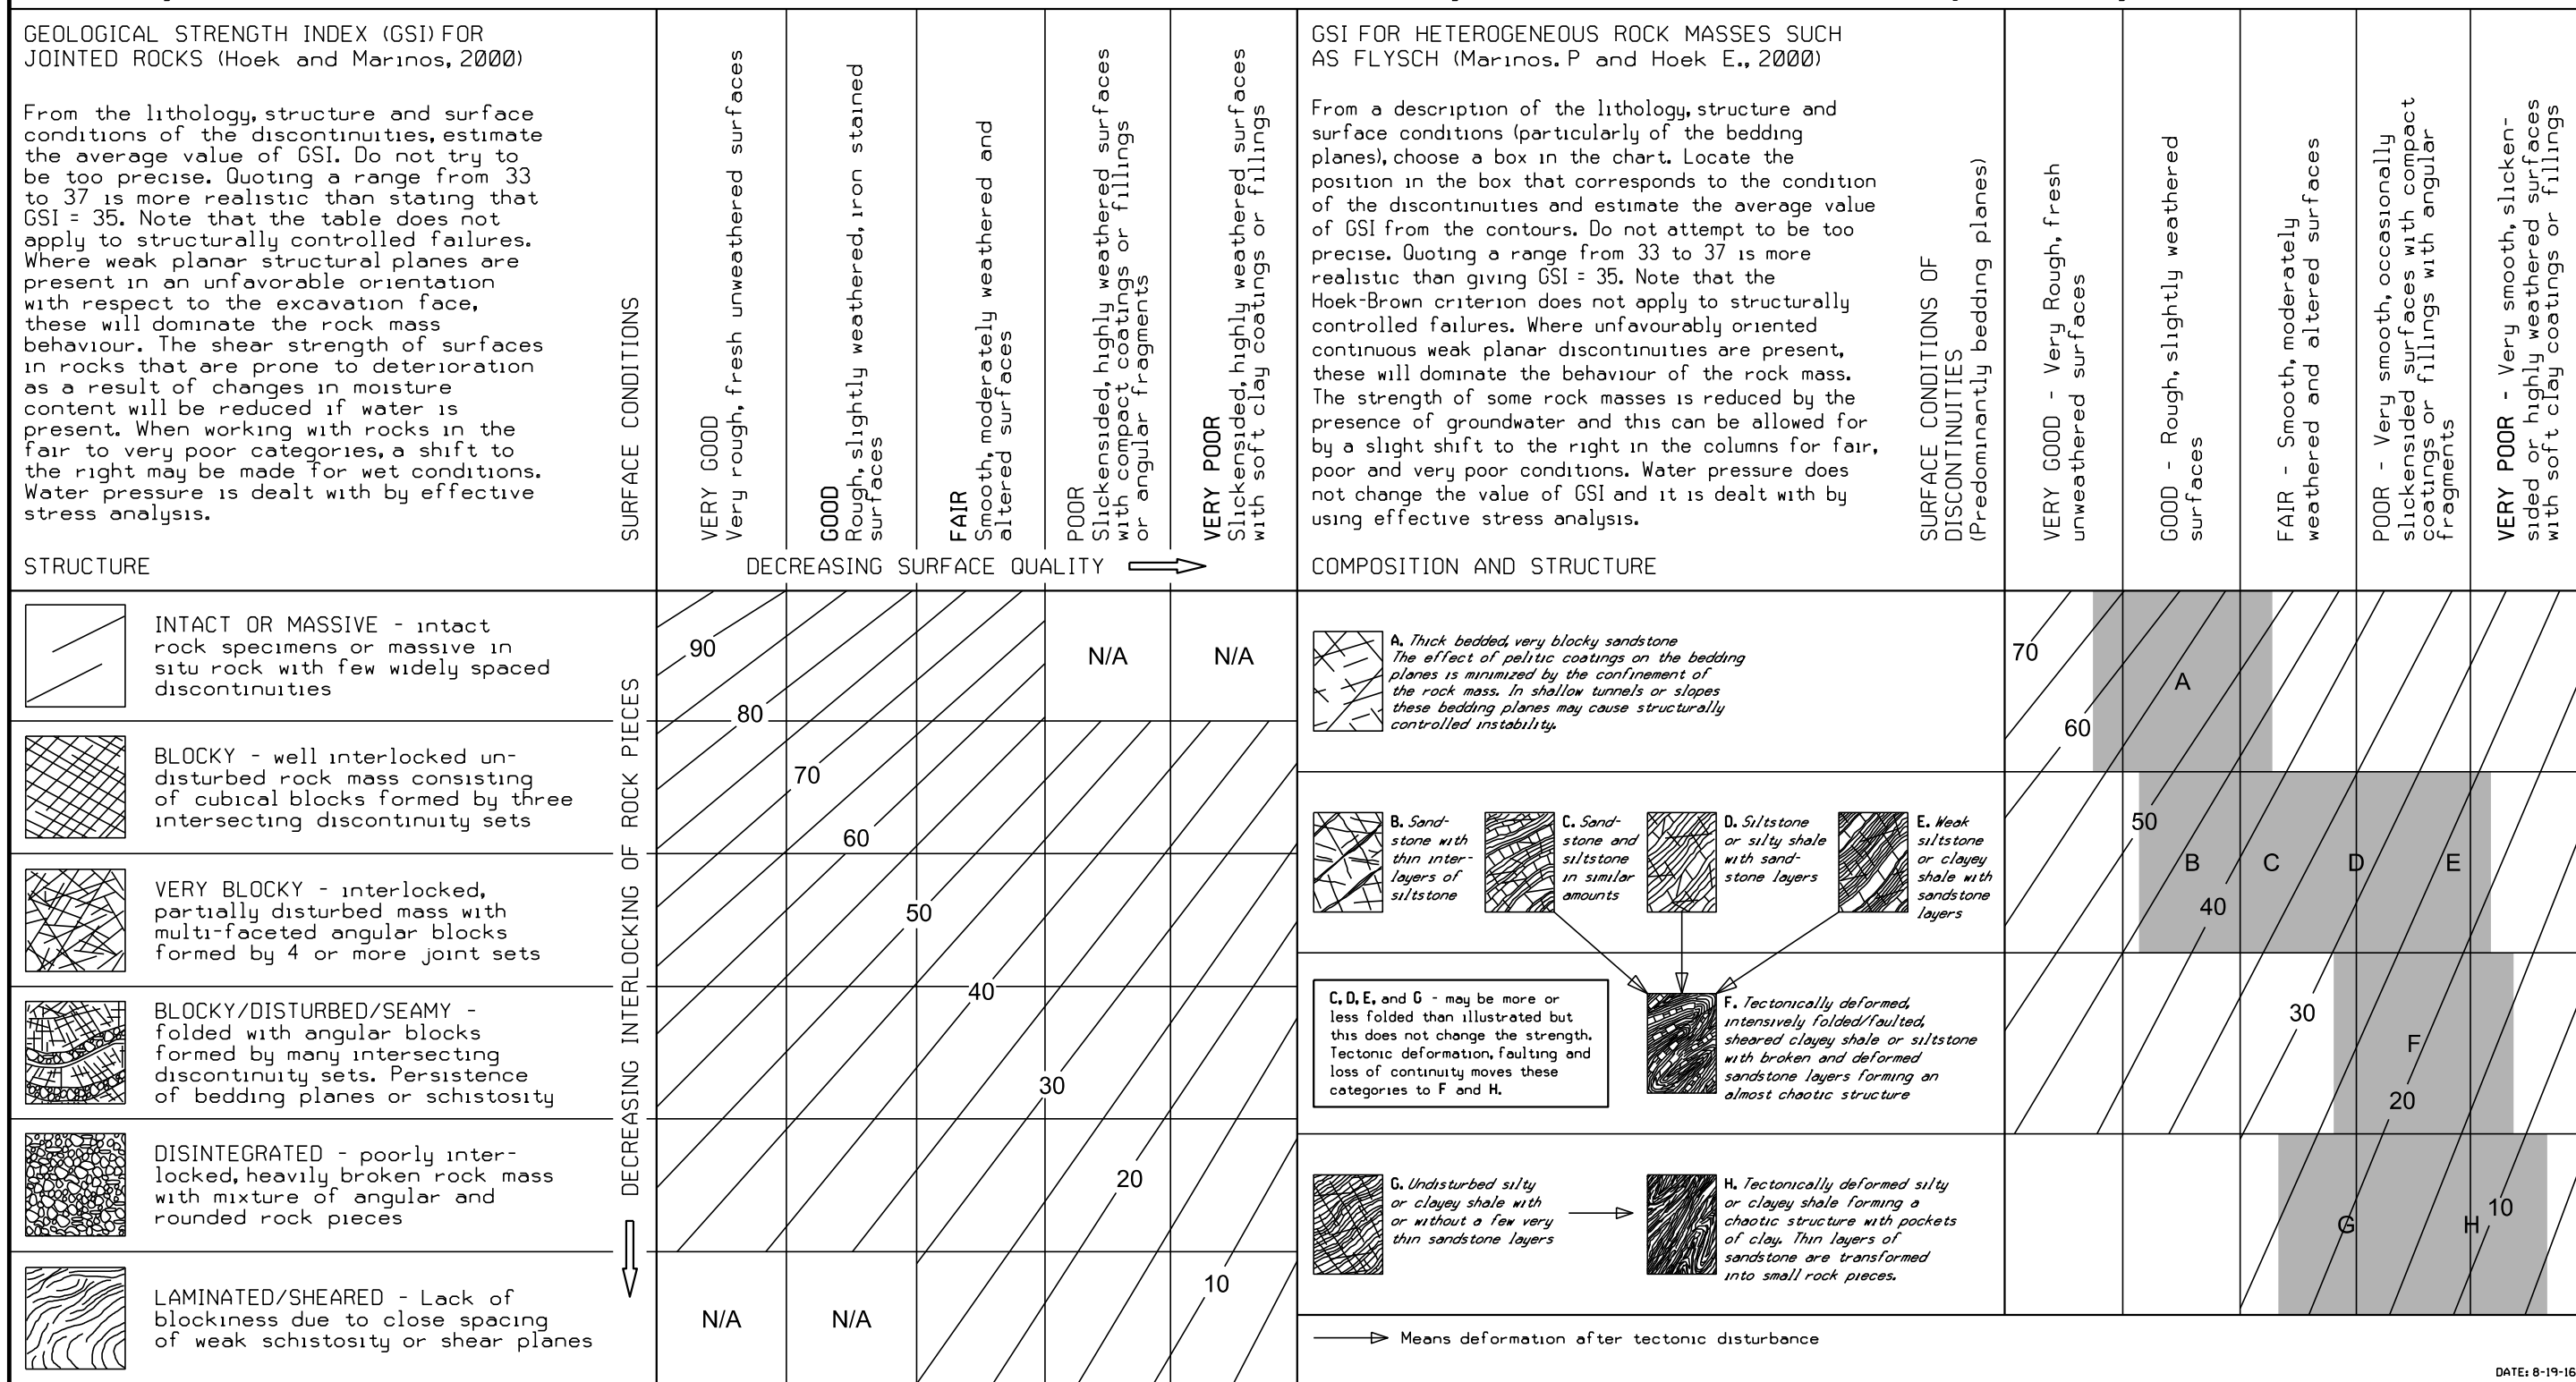 GEOLOGICAL STRENGTH INDEX (GSI) FOR
JOINTED ROCKS (Hoek and Marinos, 2000)
From the lithology, structure and surface
conditions of the discontinuities, estimate
the average value of GSI. Do not try to
be too precise. Quoting a range from 33
to 37 is more realistic than stating that
GSI = 35. Note that the table does not
apply to structurally controlled failures.
Where weak planar structural planes are
present in an unfavorable orientation
with respect to the excavation face,
these will dominate the rock mass
behaviour. The shear strength of surfaces
in rocks that are prone to deterioration
as a result of changes in moisture
content will be reduced if water is
present. When working with rocks in the
fair to very poor categories, a shift to
the right may be made for wet conditions.
Water pressure is dealt with by effective
stress analysis.
STRUCTURE
SURFACE CONDITIONS
VERY GOOD
Very rough, fresh unweathered surfaces
GOOD
Rough, slightly weathered, iron stained
surfaces
FAIR
Smooth, moderately weathered and
altered surfaces
POOR
Slickensided, highly weathered surfaces
with compact coatings or fillings
or angular fragments
VERY POOR
Slickensided, highly weathered surfaces
with soft clay coatings or fillings
DECREASING SURFACE QUALITY
DECREASING INTERLOCKING OF ROCK PIECES
INTACT OR MASSIVE - intact
rock specimens or massive in
situ rock with few widely spaced
discontinuities
BLOCKY - well interlocked un-
disturbed rock mass consisting
of cubical blocks formed by three
intersecting discontinuity sets
VERY BLOCKY - interlocked,
partially disturbed mass with
multi-faceted angular blocks
formed by 4 or more joint sets
BLOCKY/DISTURBED/SEAMY -
folded with angular blocks
formed by many intersecting
discontinuity sets. Persistence
of bedding planes or schistosity
DISINTEGRATED - poorly inter-
locked, heavily broken rock mass
with mixture of angular and
rounded rock pieces
LAMINATED/SHEARED - Lack of
blockiness due to close spacing
of weak schistosity or shear planes
90
80
70
60
50
40
30
20
10
N/A
N/A
N/A
N/A
GSI FOR HETEROGENEOUS ROCK MASSES SUCH
AS FLYSCH (Marinos. P and Hoek E., 2000)
From a description of the lithology, structure and
surface conditions (particularly of the bedding
planes), choose a box in the chart. Locate the
position in the box that corresponds to the condition
of the discontinuities and estimate the average value
of GSI from the contours. Do not attempt to be too
precise. Quoting a range from 33 to 37 is more
realistic than giving GSI = 35. Note that the
Hoek-Brown criterion does not apply to structurally
controlled failures. Where unfavourably oriented
continuous weak planar discontinuities are present,
these will dominate the behaviour of the rock mass.
The strength of some rock masses is reduced by the
presence of groundwater and this can be allowed for
by a slight shift to the right in the columns for fair,
poor and very poor conditions. Water pressure does
not change the value of GSI and it is dealt with by
using effective stress analysis.
COMPOSITION AND STRUCTURE
SURFACE CONDITIONS OF
DISCONTINUITIES
(Predominantly bedding planes)
VERY GOOD - Very Rough, fresh
unweathered surfaces
GOOD - Rough, slightly weathered
surfaces
FAIR - Smooth, moderately
weathered and altered surfaces
POOR - Very smooth, occasionally
slickensided surfaces with compact
coatings or fillings with angular
fragments
VERY POOR - Very smooth, slicken-
sided or highly weathered surfaces
with soft clay coatings or fillings
A. Thick bedded, very blocky sandstone
The effect of pelitic coatings on the bedding
planes is minimized by the confinement of
the rock mass. In shallow tunnels or slopes
these bedding planes may cause structurally
controlled instability.
B. Sand-
stone with
thin inter-
layers of
siltstone
C. Sand-
stone and
siltstone
in similar
amounts
D. Siltstone
or silty shale
with sand-
stone layers
E. Weak
siltstone
or clayey
shale with
sandstone
layers
C, D, E, and G - may be more or
less folded than illustrated but
this does not change the strength.
Tectonic deformation, faulting and
loss of continuity moves these
categories to F and H.
F. Tectonically deformed,
intensively folded/faulted,
sheared clayey shale or siltstone
with broken and deformed
sandstone layers forming an
almost chaotic structure
G. Undisturbed silty
or clayey shale with
or without a few very
thin sandstone layers
H. Tectonically deformed silty
or clayey shale forming a
chaotic structure with pockets
of clay. Thin layers of
sandstone are transformed
into small rock pieces.
70
60
A
50
B
C
D
E
40
30
F
20
G
H
10
Means deformation after tectonic disturbance
DATE: 8-19-16